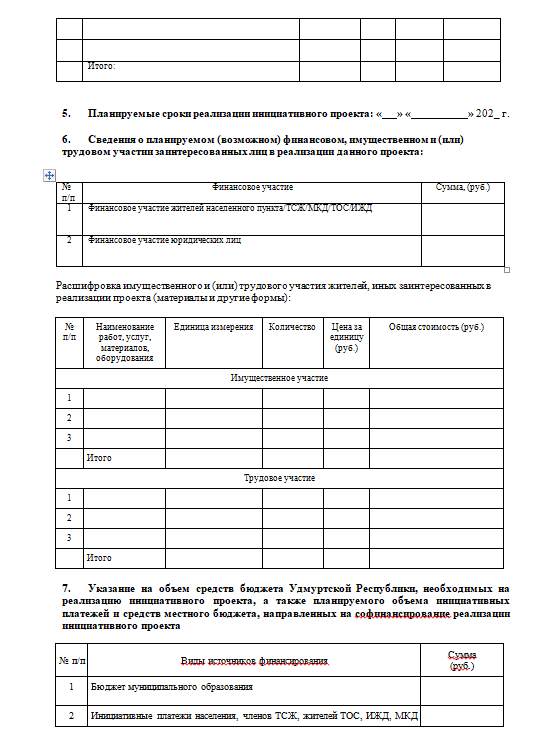 Итого:
5. Планируемые сроки реализации инициативного проекта: «___» «___________» 202_ г.
6. Сведения о планируемом (возможном) финансовом, имущественном и (или)
трудовом участии заинтересованных лиц в реализации данного проекта:
№ п/п Финансовое участие Сумма, (руб.)
1 Финансовое участие жителей населенного пункта/ТСЖ/МКД/ТОС/ИЖД
2 Финансовое участие юридических лиц
Расшифровка имущественного и (или) трудового участия жителей, иных заинтересованных в
реализации проекта (материалы и другие формы):
№ Наименование Единица измерения Количество Цена за Общая стоимость (руб.)
п/п работ, услуг, единицу
материалов, (руб.)
оборудования
Имущественное участие
1
2
3
Итого
Трудовое участие
1
2
3
Итого
7. Указание на объем средств бюджета Удмуртской Республики, необходимых на
реализацию инициативного проекта, а также планируемого объема инициативных
платежей и средств местного бюджета, направленных на софинансирование реализации
инициативного проекта
№ п/п Виды источников финансирования Сумма
(руб.)
1 Бюджет муниципального образования
2 Инициативные платежи населения, членов ТСЖ, жителей ТОС, ИЖД, МКД